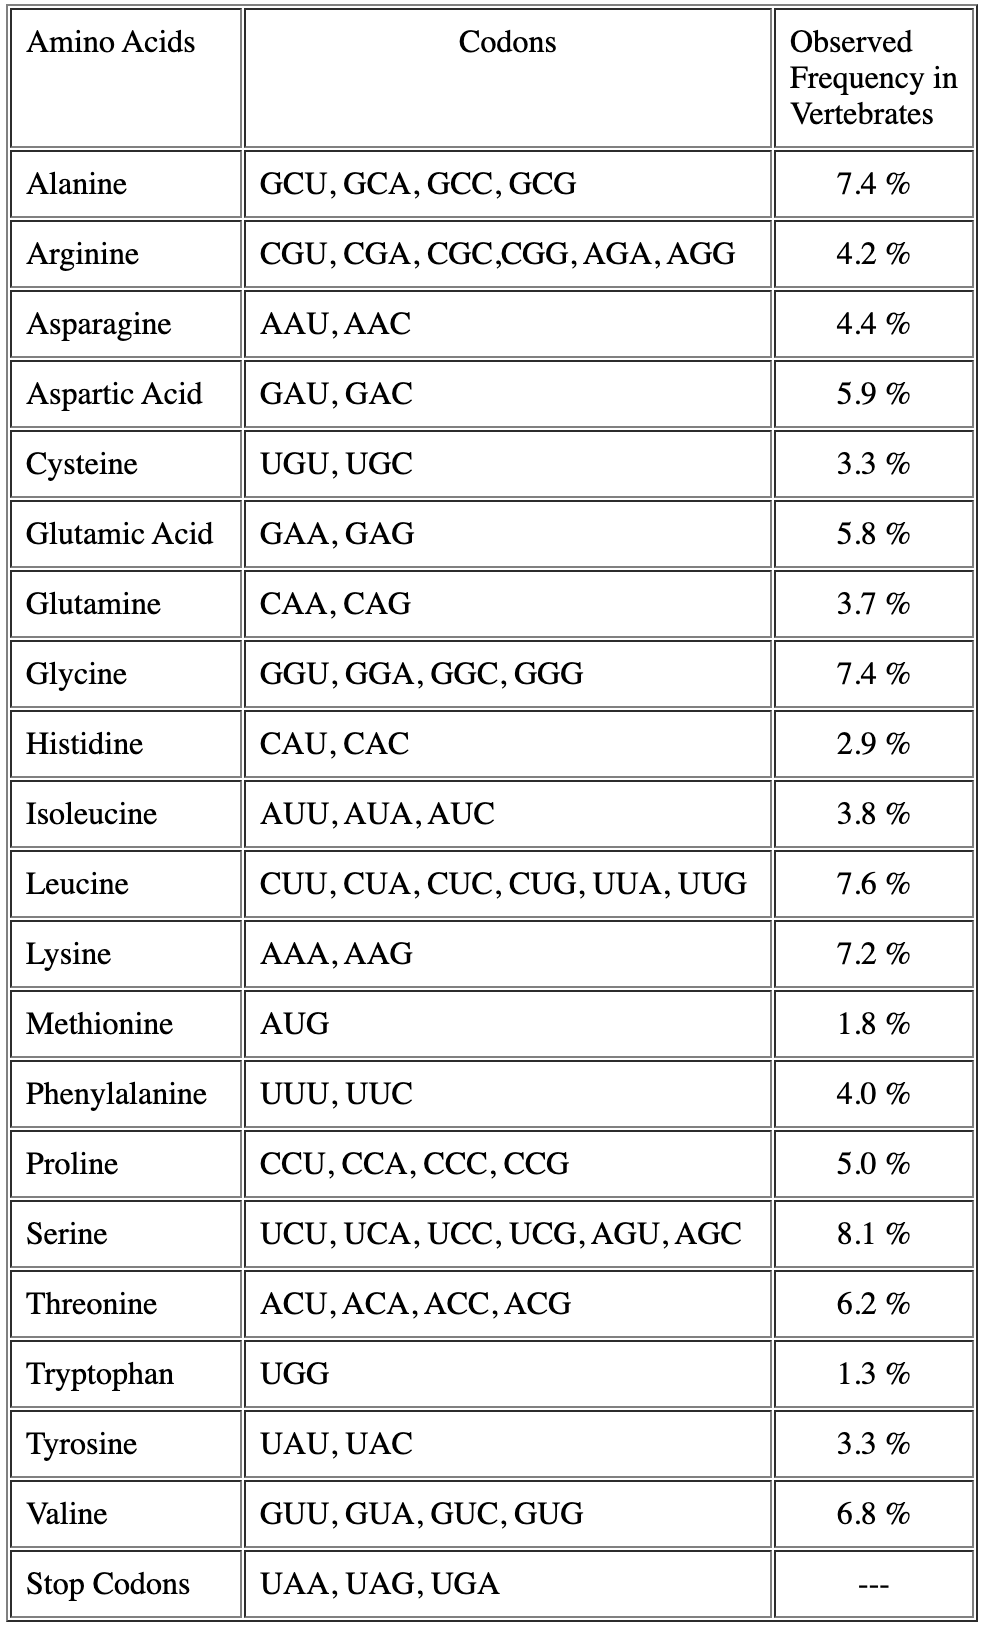 Amino Acids Codons Observed
Frequency in
Vertebrates
Alanine GCU, GCA, GCC, GCG 7.4 %
Arginine CGU, CGA, CGC,CGG, AGA, AGG 4.2 %
Asparagine AAU, AAC 4.4 %
Aspartic Acid GAU, GAC 5.9 %
Cysteine UGU, UGC 3.3 %
Glutamic Acid GAA, GAG 5.8 %
Glutamine CAA, CAG 3.7 %
Glycine GGU, GGA, GGC, GGG 7.4 %
Histidine CAU, CAC 2.9 %
Isoleucine AUU, AUA, AUC 3.8 %
Leucine CUU, CUA, CUC, CUG, UUA, UUG 7.6 %
Lysine AAA, AAG 7.2 %
Methionine AUG 1.8 %
Phenylalanine UUU, UUC 4.0 %
Proline CCU, CCA, CCC, CCG 5.0 %
Serine UCU, UCA, UCC, UCG, AGU, AGC 8.1 %
Threonine ACU, ACA, ACC, ACG 6.2 %
Tryptophan UGG 1.3 %
Tyrosine UAU, UAC 3.3 %
Valine GUU, GUA, GUC, GUG 6.8 %
Stop Codons UAA, UAG, UGA ---